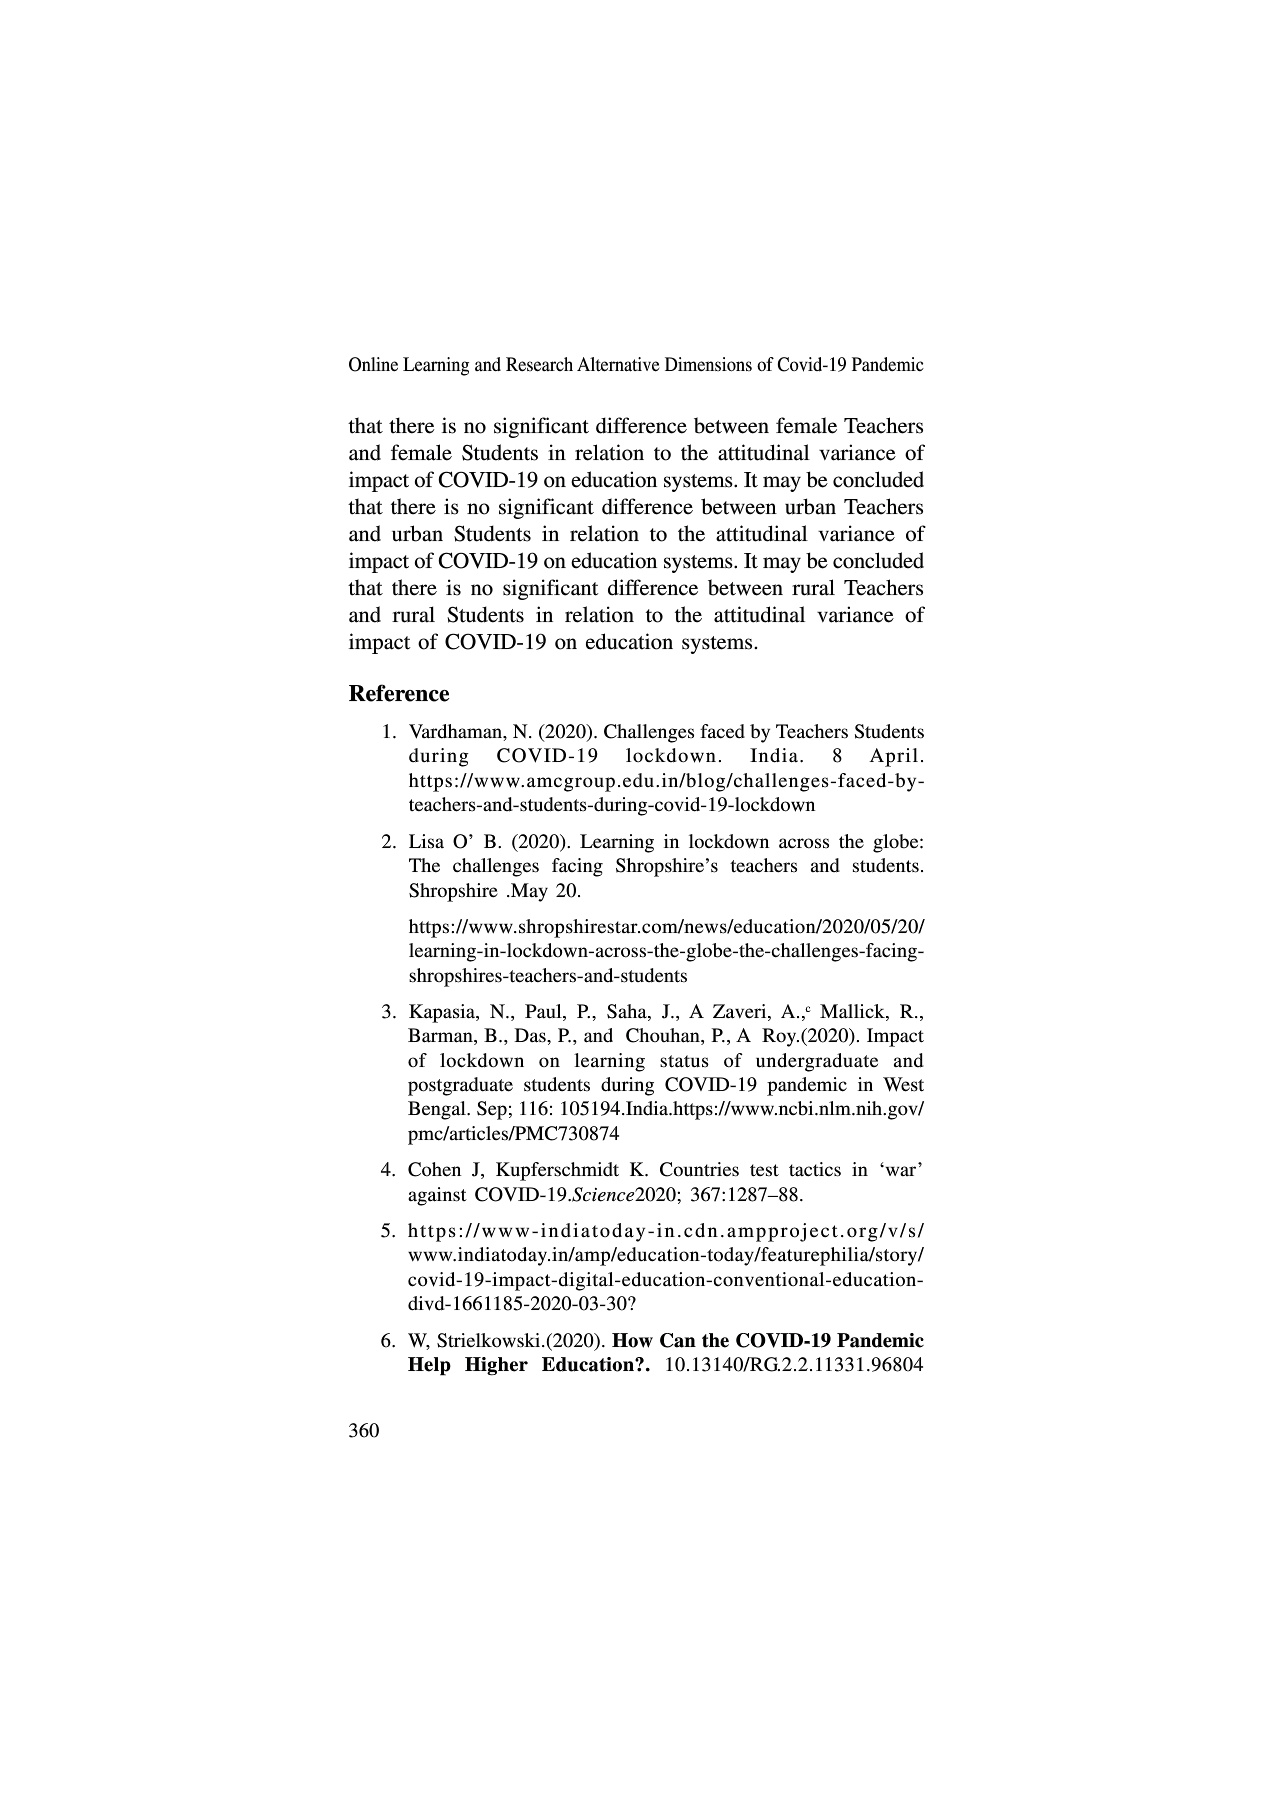 Online Learning and Research Alternative Dimensions of Covid-19 Pandemic
that there is no significant difference between female Teachers
and female Students in relation to the attitudinal variance of
impact of COVID-19 on education systems. It may be concluded
that there is no significant difference between urban Teachers
and urban Students in relation to the attitudinal variance of
impact of COVID-19 on education systems. It may be concluded
that there is no significant difference between rural Teachers
and rural Students in relation to the attitudinal variance of
impact of COVID-19 on education systems.
Reference
1. Vardhaman, N. (2020). Challenges faced by Teachers Students
during COVID-19 lockdown. India. 8 April.
https://www.amcgroup.edu.in/blog/challenges-faced-by-
teachers-and-students-during-covid-19-lockdown
2. Lisa O’ B. (2020). Learning in lockdown across the globe:
The challenges facing Shropshire’s teachers and students.
Shropshire .May 20.
https://www.shropshirestar.com/news/education/2020/05/20/
learning-in-lockdown-across-the-globe-the-challenges-facing-
shropshires-teachers-and-students
3. Kapasia, N., Paul, P., Saha, J., A Zaveri, A.,ᶜ Mallick, R.,
Barman, B., Das, P., and Chouhan, P., A Roy.(2020). Impact
of lockdown on learning status of undergraduate and
postgraduate students during COVID-19 pandemic in West
Bengal. Sep; 116: 105194.India.https://www.ncbi.nlm.nih.gov/
pmc/articles/PMC730874
4. Cohen J, Kupferschmidt K. Countries test tactics in ‘war’
against COVID-19.Science2020; 367:1287–88.
5. https://www-indiatoday-in.cdn.ampproject.org/v/s/
www.indiatoday.in/amp/education-today/featurephilia/story/
covid-19-impact-digital-education-conventional-education-
divd-1661185-2020-03-30?
6. W, Strielkowski.(2020). How Can the COVID-19 Pandemic
Help Higher Education?. 10.13140/RG.2.2.11331.96804
360